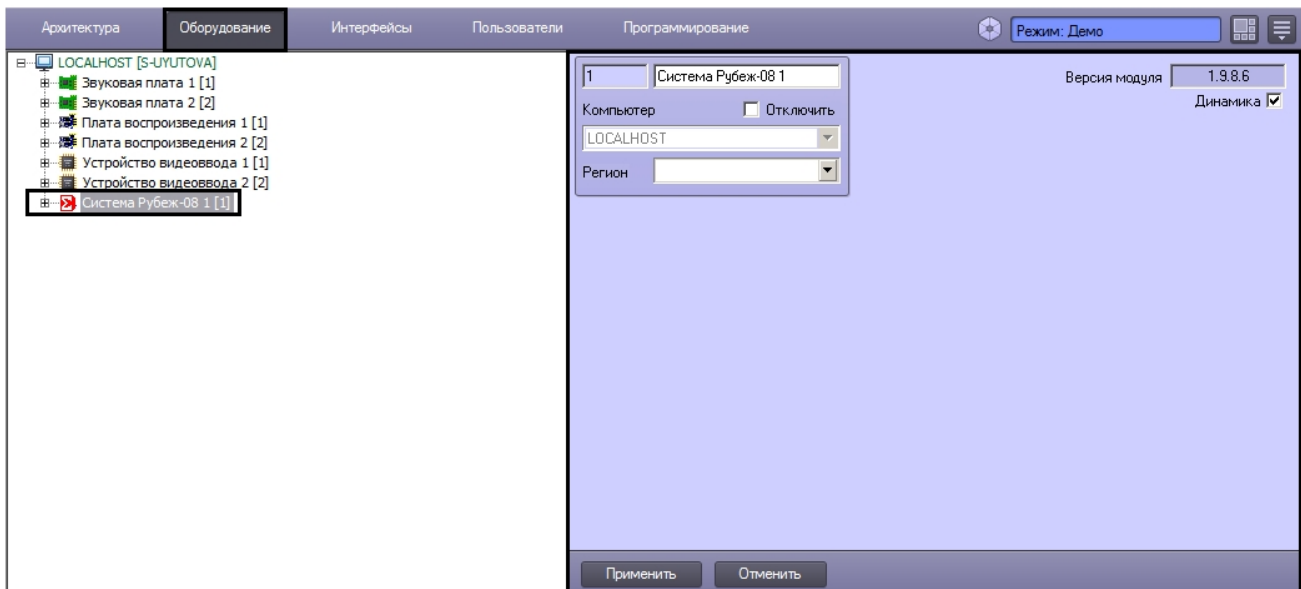 Архитектура Оборудование Интерфейсы Пользователи Программирование Режим: Демо
LOCALHOST [S-UYUTOVA]
Звуковая плата 1 [1]
Звуковая плата 2 [2]
Плата воспроизведения 1 [1]
Плата воспроизведения 2 [2]
Устройство видеоввода 1 [1]
Устройство видеоввода 2 [2]
Система Рубеж-08 1 [1]
1 Система Рубеж-08 1
Компьютер Отключить
LOCALHOST
Регион
Версия модуля 1.9.8.6
Динамика
Применить Отменить